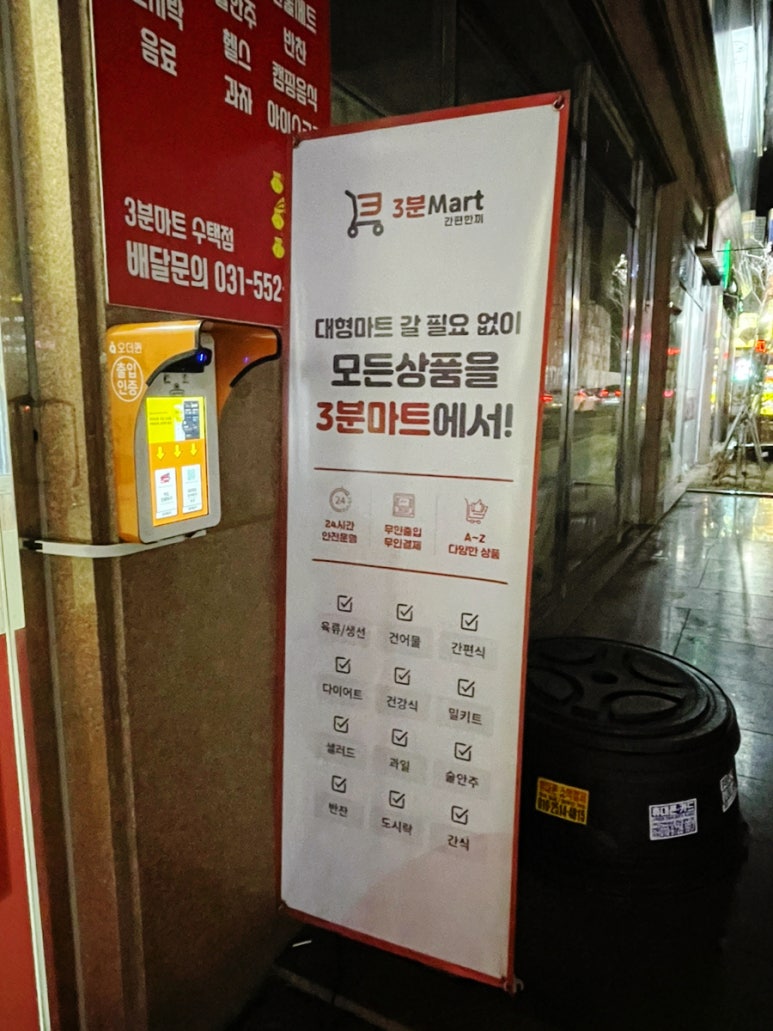 음료
헬스
과자
반찬
캠핑음식
3분마트 수택점
배달문의 031-552-
오더퀸
출입
인증
3분Mart
간편한끼
대형마트 갈 필요 없이
모든상품을
3분마트에서!
24
24시간
안전운영
무인출입
무인결제
A~Z
다양한 상품
육류/생선
건어물
간편식
다이어트
건강식
밀키트
샐러드
과일
술안주
반찬
도시락
간식